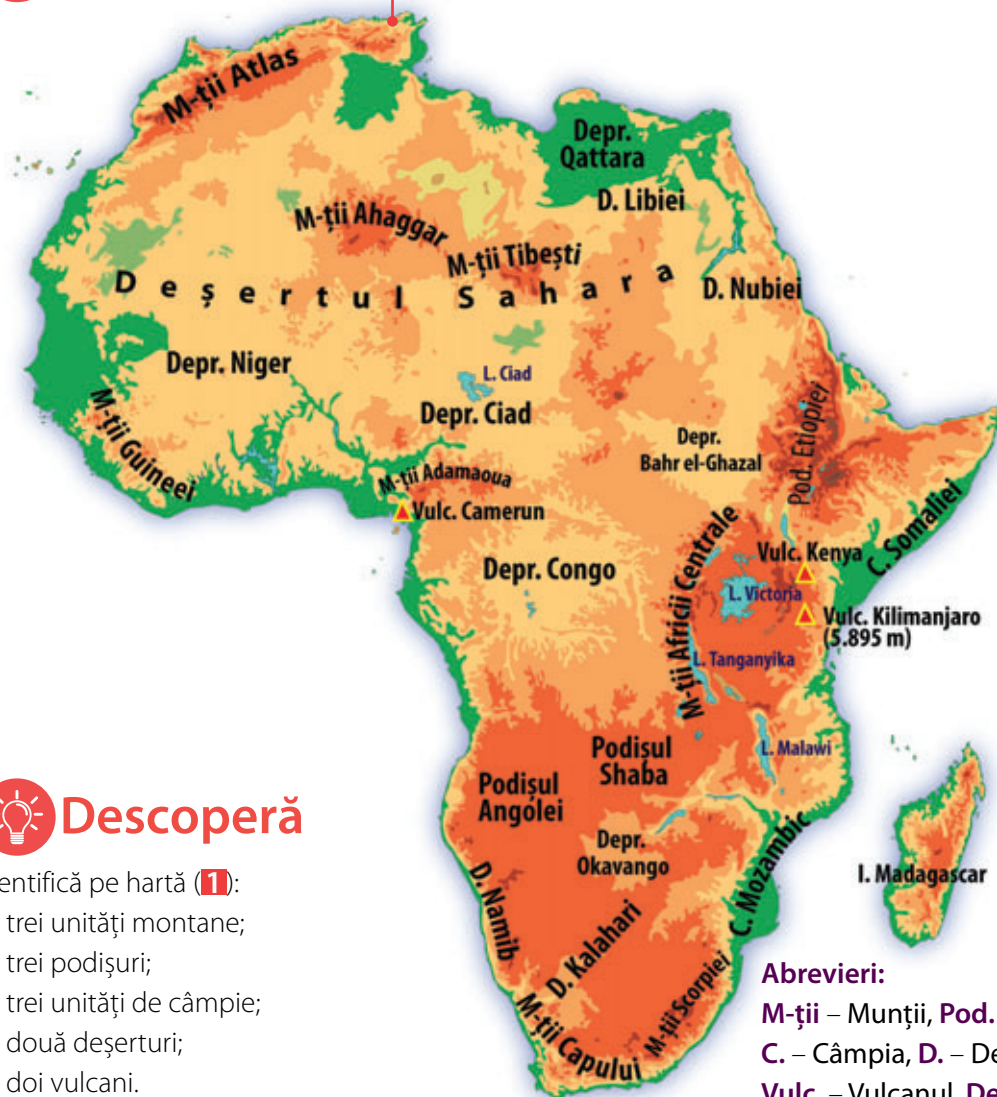 M-ții Atlas
Depr.
Qattara
D. Libiei
M-ții Ahaggar
M-ții Tibești
Deșertul Sahara
D. Nubiei
Depr. Niger
L. Ciad
Depr. Ciad
M-ții Guineei
Depr.
Bahr el-Ghazal
Pod. Etiopiei
M-ții Adamaoua
Vulc. Camerun
C. Somaliei
Depr. Congo
M-ții Africii Centrale
Vulc. Kenya
L. Victoria
Vulc. Kilimanjaro
(5.895 m)
L. Tanganyika
Podișul
Shaba
L. Malawi
Podișul
Angolei
Depr.
Okavango
C. Mozambic
I. Madagascar
D. Namib
D. Kalahari
M-ții Scorpiei
M-ții Capului
Descoperă
entifică pe hartă (1):
trei unități montane;
trei podișuri;
trei unități de câmpie;
două deșerturi;
doi vulcani.
Abrevieri:
M-ții – Munții, Pod.
C. – Câmpia, D. – De
Vulc. – Vulcanul, De